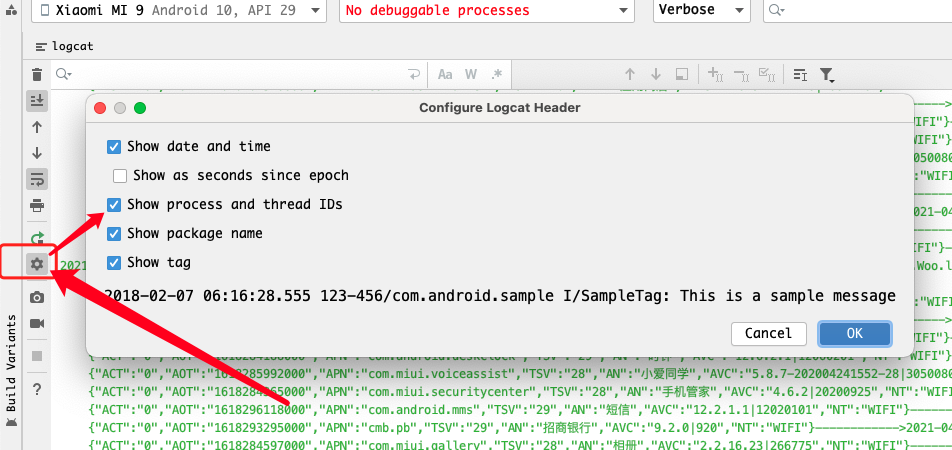 Xiaomi MI 9 Android 10, API 29
No debuggable processes
Verbose
logcat
Aa W .*
Configure Logcat Header
Show date and time
Show as seconds since epoch
Show process and thread IDs
Show package name
Show tag
2018-02-07 06:16:28.555 123-456/com.android.sample I/SampleTag: This is a sample message
Cancel OK
Build Variants
{"ACT":"0","AOT":"1618285992000","APN":"com.miui.voiceassist","TSV":"28","AN":"小爱同学","AVC":"5.8.7-202004241552-28|3050080
"APN":"com.miui.securitycenter","TSV":"28","AN":"手机管家","AVC":"4.6.2|20200925","NT":"WIFI"
{"ACT":"0","AOT":"1618296118000","APN":"com.android.mms","TSV":"29","AN":"短信","AVC":"12.2.1.1|12020101","NT":"WIFI"}
{"ACT":"0","AOT":"1618293295000","APN":"cmb.pb","TSV":"29","AN":"招商银行","AVC":"9.2.0|920","NT":"WIFI"}———————>2021-04
{"ACT":"0","AOT":"1618284597000","APN":"com.miui.gallery","TSV":"28","AN":"相册","AVC":"2.2.16.23|266775","NT":"WIFI"}